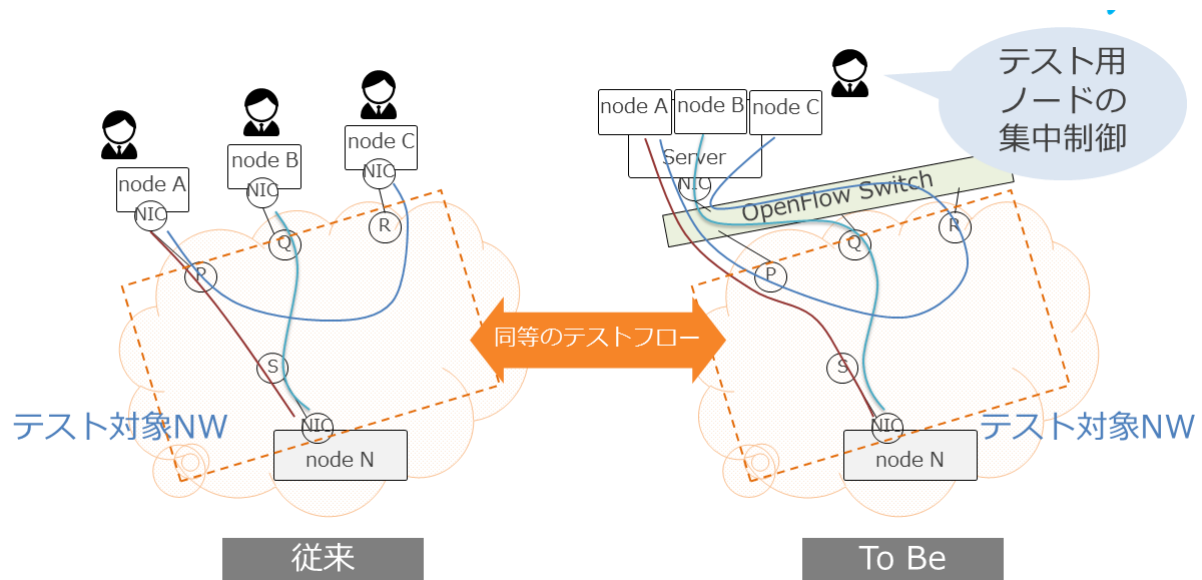 node A
NIC
node B
NIC
node C
NIC
P
Q
R
S
NIC
node N
テスト対象NW
従来
同等のテストフロー
テスト用
ノードの
集中制御
node A
node B
node C
Server
NIC
OpenFlow Switch
P
Q
R
S
NIC
node N
テスト対象NW
To Be